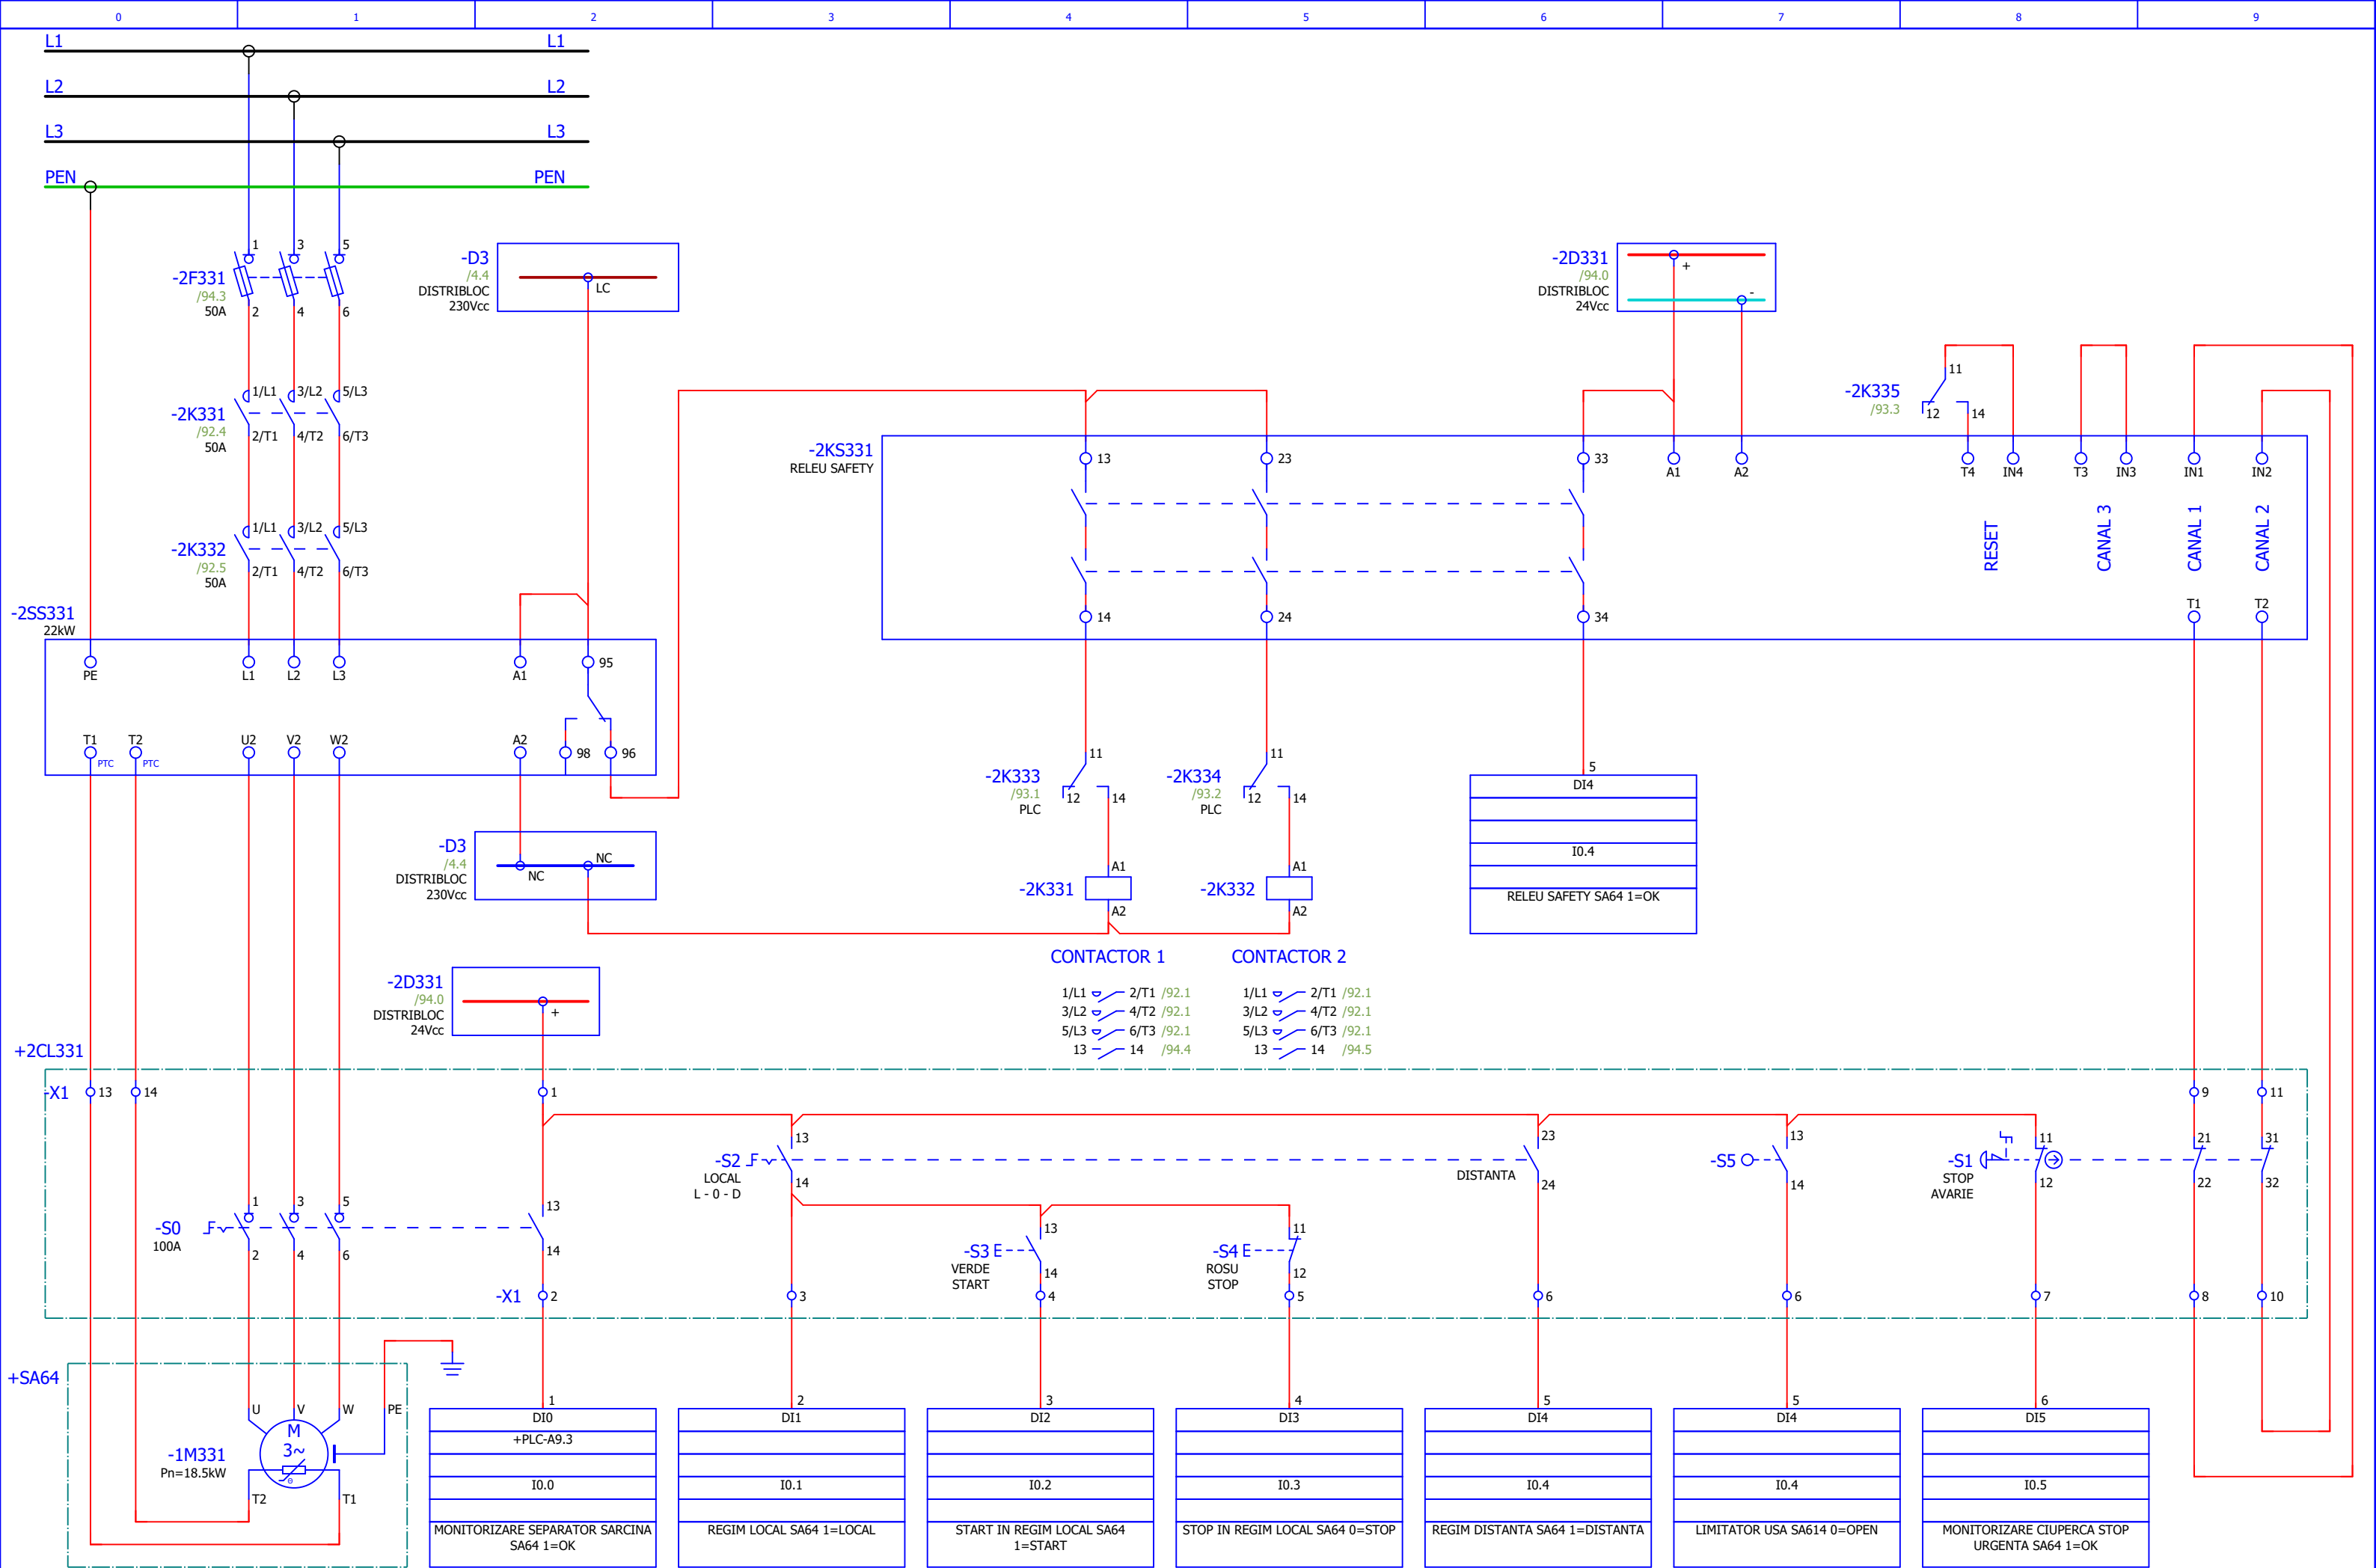 0 1 2 3 4 5 6 7 8 9
L1 L1
L2 L2
L3 L3
PEN PEN
1 3 5
-2F331
/94.3
50A
2 4 6
-D3
/4.4
DISTRIBLOC
230Vcc
LC
-2D331
/94.0
DISTRIBLOC
24Vcc
+
-
1/L1 3/L2 5/L3
-2K331
/92.4
50A
2/T1 4/T2 6/T3
1/L1 3/L2 5/L3
-2K332
/92.5
50A
2/T1 4/T2 6/T3
-2K335
/93.3
11
12 14
-2KS331
RELEU SAFETY
13 23 33
A1 A2 T4 IN4 T3 IN3 IN1 IN2
RESET
CANAL 3
CANAL 1
CANAL 2
14 24 34
T1 T2
-2SS331
22kW
PE L1 L2 L3 A1 95
T1 T2 U2 V2 W2 A2 98 96
PTC PTC
-2K333
/93.1
PLC
11
12 14
-2K334
/93.2
PLC
11
12 14
5
DI4
I0.4
RELEU SAFETY SA64 1=OK
-D3
/4.4
DISTRIBLOC
230Vcc
NC
NC
-2K331
A1
A2
-2K332
A1
A2
CONTACTOR 1
1/L1 2/T1 /92.1
3/L2 4/T2 /92.1
5/L3 6/T3 /92.1
13 14 /94.4
CONTACTOR 2
1/L1 2/T1 /92.1
3/L2 4/T2 /92.1
5/L3 6/T3 /92.1
13 14 /94.5
-2D331
/94.0
DISTRIBLOC
24Vcc
+
+2CL331
-X1 13 14 1 9 11
-S0
100A
1 3 5 13
2 4 6 14
-S2
LOCAL
L - 0 - D
13
14
DISTANTA
23
24
-S5
13
14
-S1
STOP
AVARIE
11 21 31
12 22 32
-S3
VERDE
START
13
14
E
-S4
ROSU
STOP
11
12
E
-X1 2 3 4 5 6 6 7 8 10
+SA64
U V W PE
-1M331
Pn=18.5kW
M
3~
Θ
T2 T1
1
DI0
+PLC-A9.3
I0.0
MONITORIZARE SEPARATOR SARCINA
SA64 1=OK
2
DI1
I0.1
REGIM LOCAL SA64 1=LOCAL
3
DI2
I0.2
START IN REGIM LOCAL SA64
1=START
4
DI3
I0.3
STOP IN REGIM LOCAL SA64 0=STOP
5
DI4
I0.4
REGIM DISTANTA SA64 1=DISTANTA
5
DI4
I0.4
LIMITATOR USA SA614 0=OPEN
6
DI5
I0.5
MONITORIZARE CIUPERCA STOP
URGENTA SA64 1=OK